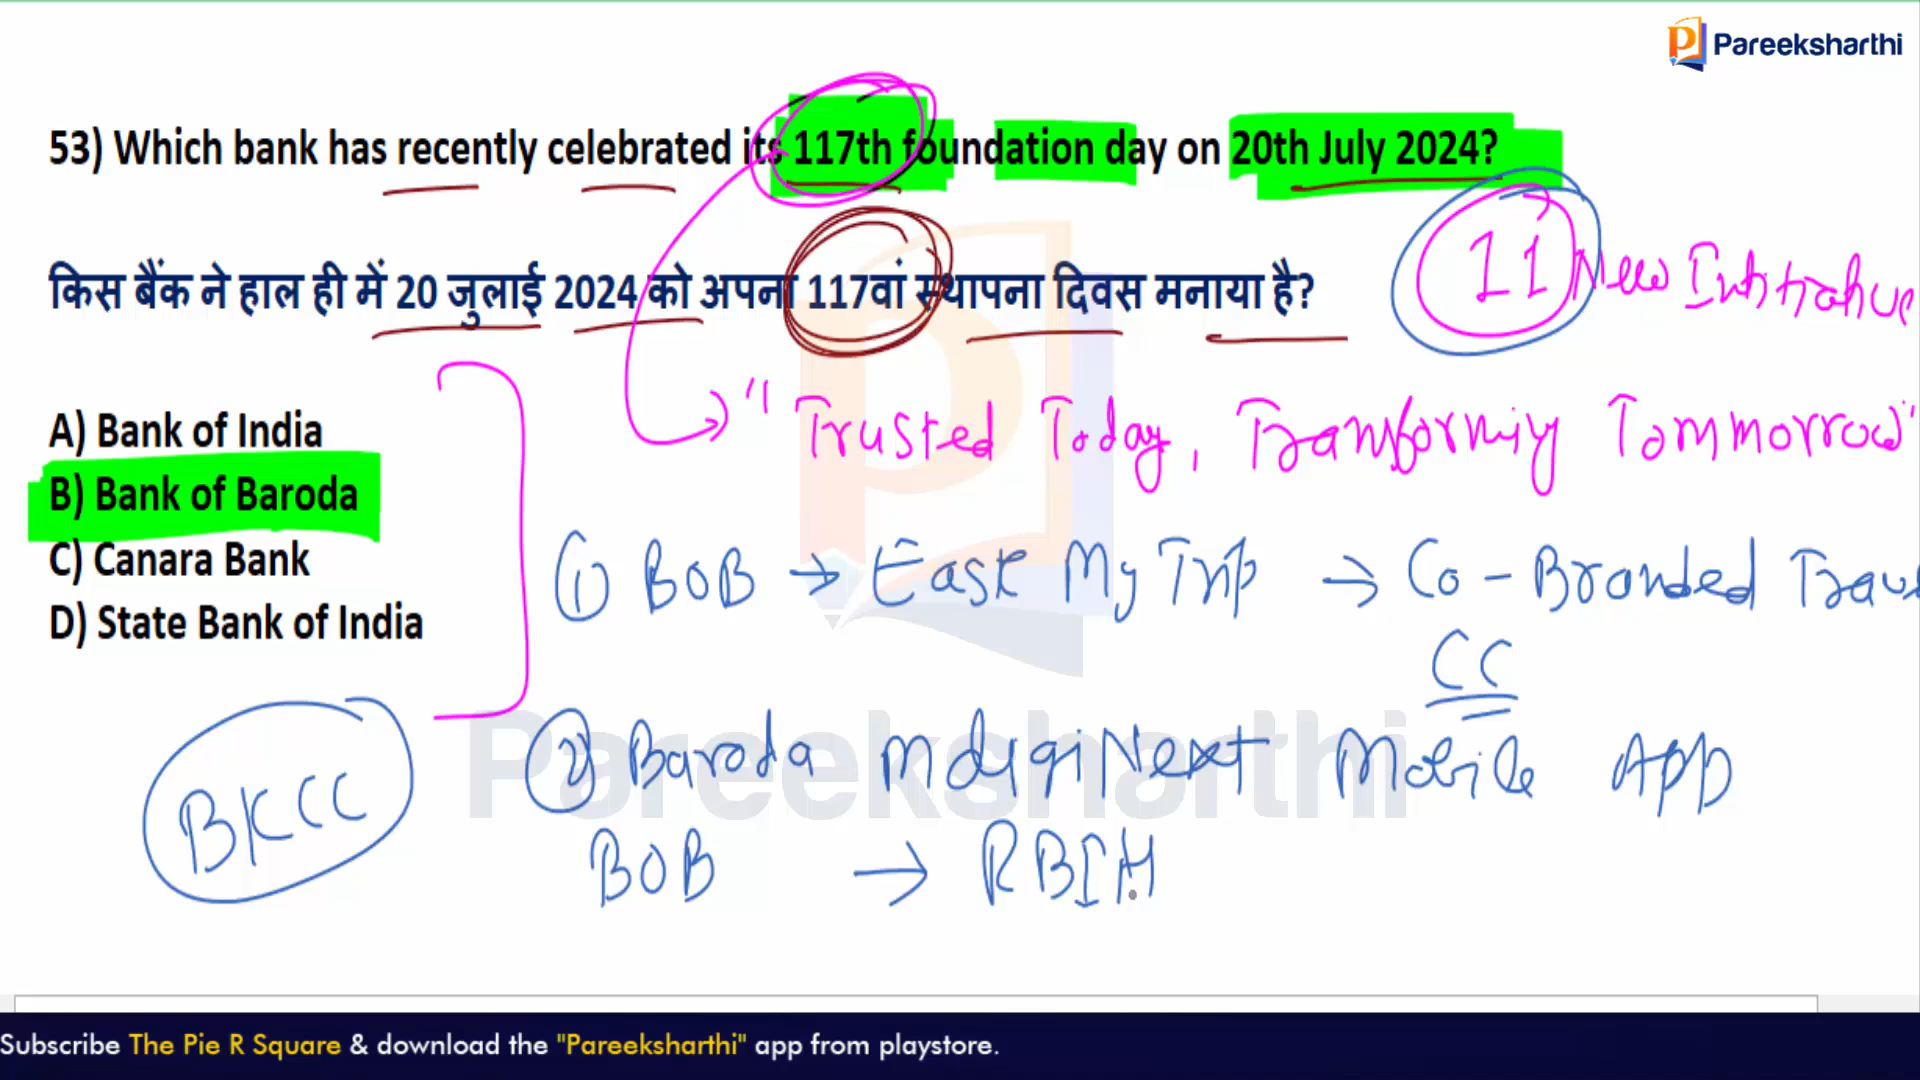 Pareeksharthi
53) Which bank has recently celebrated its 117th foundation day on 20th July 2024?
किस बैंक ने हाल ही में 20 जुलाई 2024 को अपना 117वां स्थापना दिवस मनाया है?
11 New
A) Bank of India
"Trusted Today, Transforming Tommorrow"
B) Bank of Baroda
C) Canara Bank
① BOB → My Trip → Co-Branded
D) State Bank of India
CC
② Baroda mdigiNext Mobile App
BKCC
BOB → RBIH
Pareeksharthi
Subscribe The Pie R Square & download the "Pareeksharthi" app from playstore.